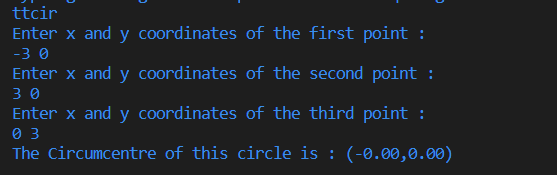 ttcir
Enter x and y coordinates of the first point :
-3 0
Enter x and y coordinates of the second point :
3 0
Enter x and y coordinates of the third point :
0 3
The Circumcentre of this circle is : (-0.00,0.00)